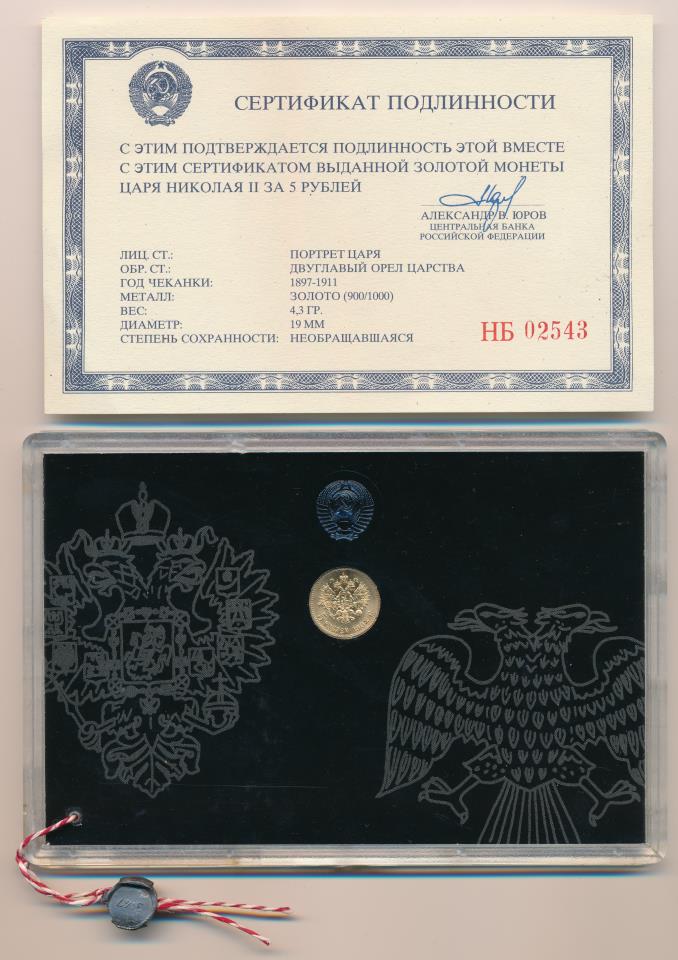 СЕРТИФИКАТ ПОДЛИННОСТИ
С ЭТИМ ПОДТВЕРЖДАЕТСЯ ПОДЛИННОСТЬ ЭТОЙ ВМЕСТЕ
С ЭТИМ СЕРТИФИКАТОМ ВЫДАННОЙ ЗОЛОТОЙ МОНЕТЫ
ЦАРЯ НИКОЛАЯ II ЗА 5 РУБЛЕЙ
АЛЕКСАНДР В. ЮРОВ
ЦЕНТРАЛЬНАЯ БАНКА
РОССИЙСКОЙ ФЕДЕРАЦИИ
ЛИЦ. СТ.: ПОРТРЕТ ЦАРЯ
ОБР. СТ.: ДВУГЛАВЫЙ ОРЕЛ ЦАРСТВА
ГОД ЧЕКАНКИ: 1897-1911
МЕТАЛЛ: ЗОЛОТО (900/1000)
ВЕС: 4,3 ГР.
ДИАМЕТР: 19 ММ
СТЕПЕНЬ СОХРАННОСТИ: НЕОБРАЩАВШАЯСЯ
НБ 02543